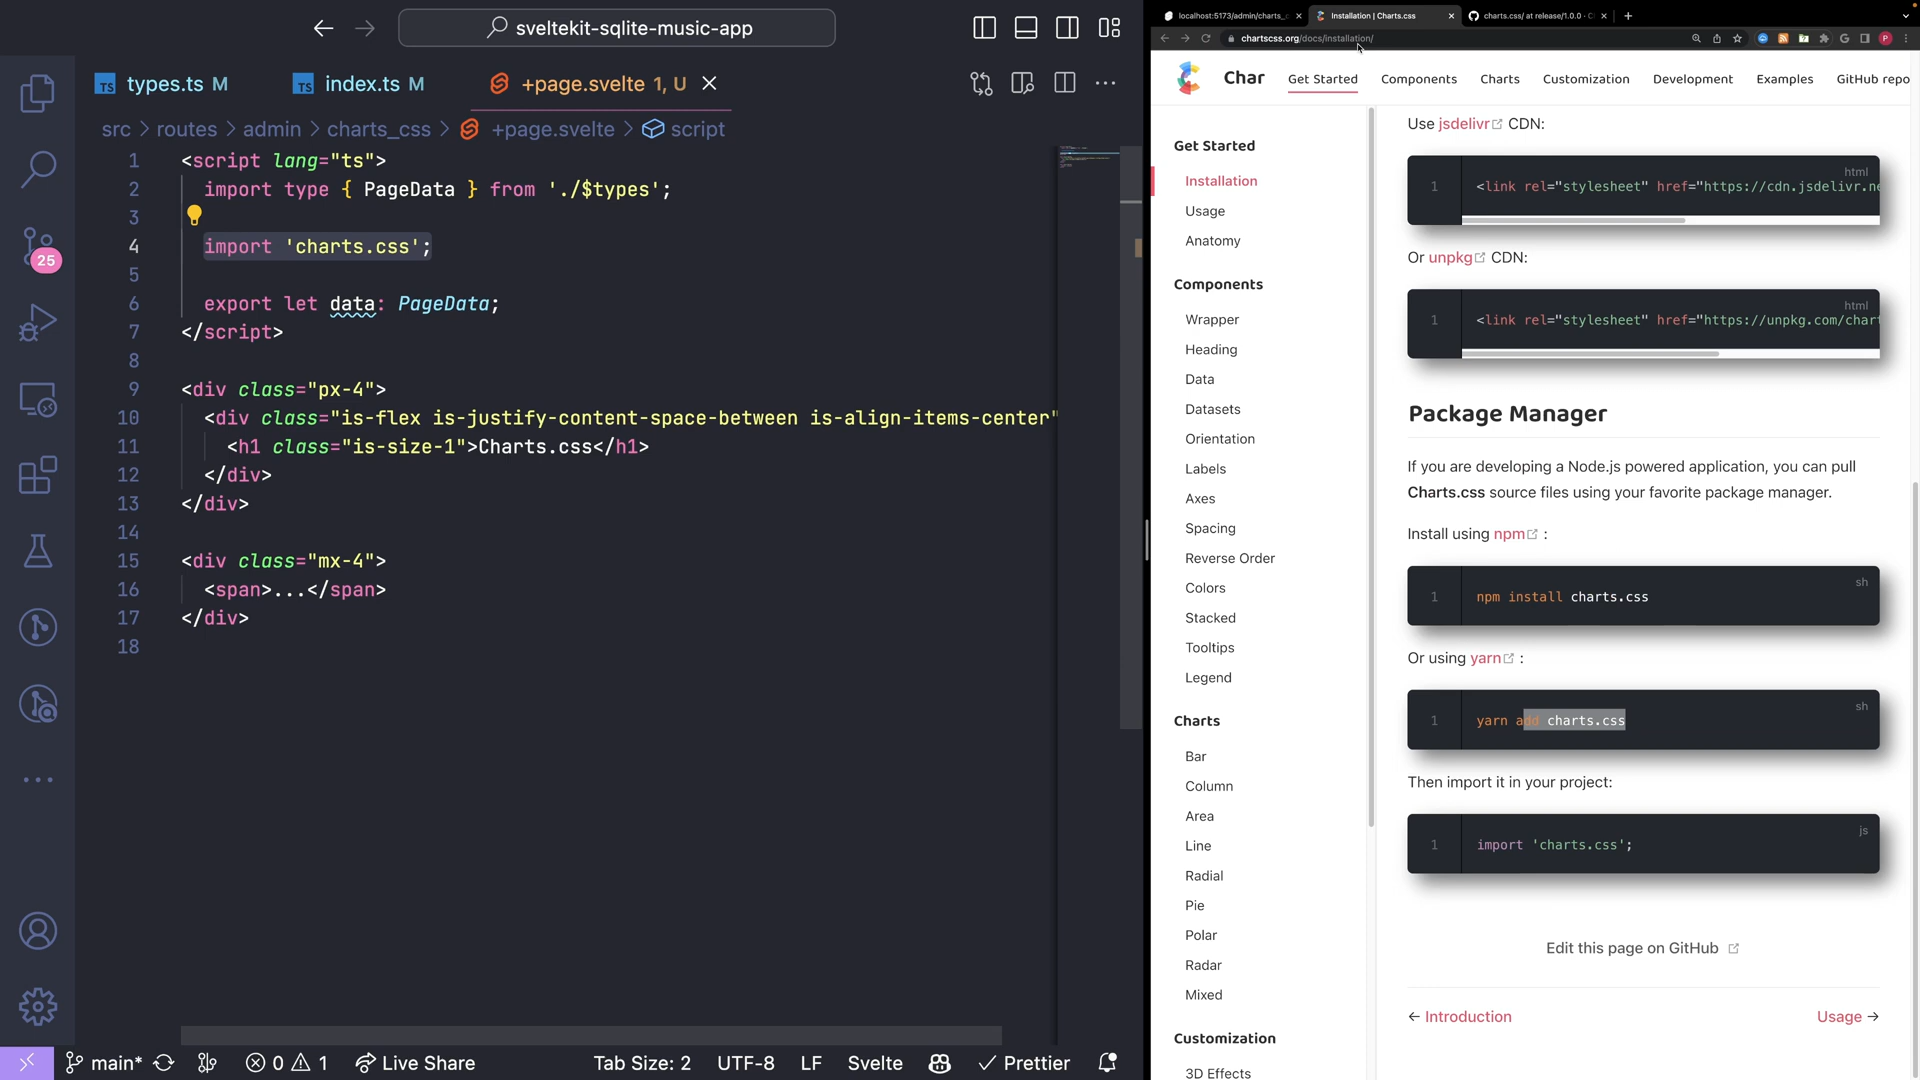 sveltekit-sqlite-music-app
types.ts M
index.ts M
+page.svelte 1, U
src > routes > admin > charts_css > +page.svelte > script
25
1 <script lang="ts">
2 import type { PageData } from './$types';
3
4 import 'charts.css';
5
6 export let data: PageData;
7 </script>
8
9 <div class="px-4">
10 <div class="is-flex is-justify-content-space-between is-align-items-center"
11 <h1 class="is-size-1">Charts.css</h1>
12 </div>
13 </div>
14
15 <div class="mx-4">
16 <span>...</span>
17 </div>
18
main*
0
1
Live Share
Tab Size: 2
UTF-8
LF
Svelte
Prettier
localhost:5173/admin/charts_c
Installation | Charts.css
charts.css/ at release/1.0.0 · C
chartscss.org/docs/installation/
Char
Get Started
Components
Charts
Customization
Development
Examples
GitHub repo
Get Started
Installation
Usage
Anatomy
Components
Wrapper
Heading
Data
Datasets
Orientation
Labels
Axes
Spacing
Reverse Order
Colors
Stacked
Tooltips
Legend
Charts
Bar
Column
Area
Line
Radial
Pie
Polar
Radar
Mixed
Customization
3D Effects
Use jsdelivr CDN:
html
1 <link rel="stylesheet" href="https://cdn.jsdelivr.ne
Or unpkg CDN:
html
1 <link rel="stylesheet" href="https://unpkg.com/char
Package Manager
If you are developing a Node.js powered application, you can pull
Charts.css source files using your favorite package manager.
Install using npm :
sh
1 npm install charts.css
Or using yarn :
sh
1 yarn add charts.css
Then import it in your project:
js
1 import 'charts.css';
Edit this page on GitHub
← Introduction
Usage →